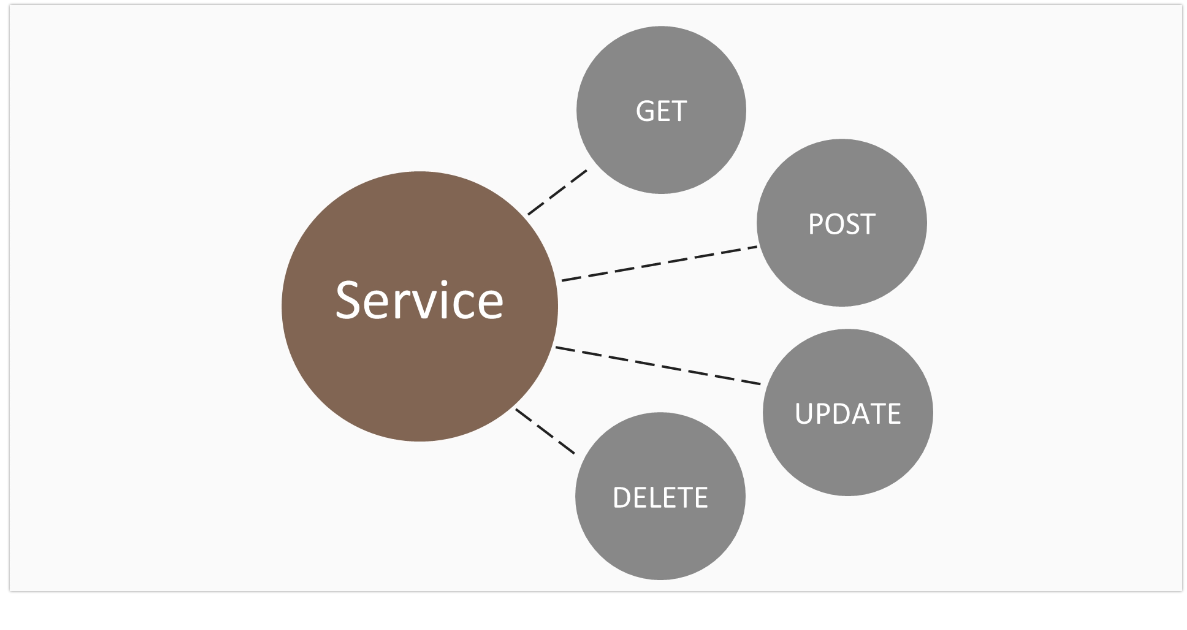 GET
POST
Service
UPDATE
DELETE